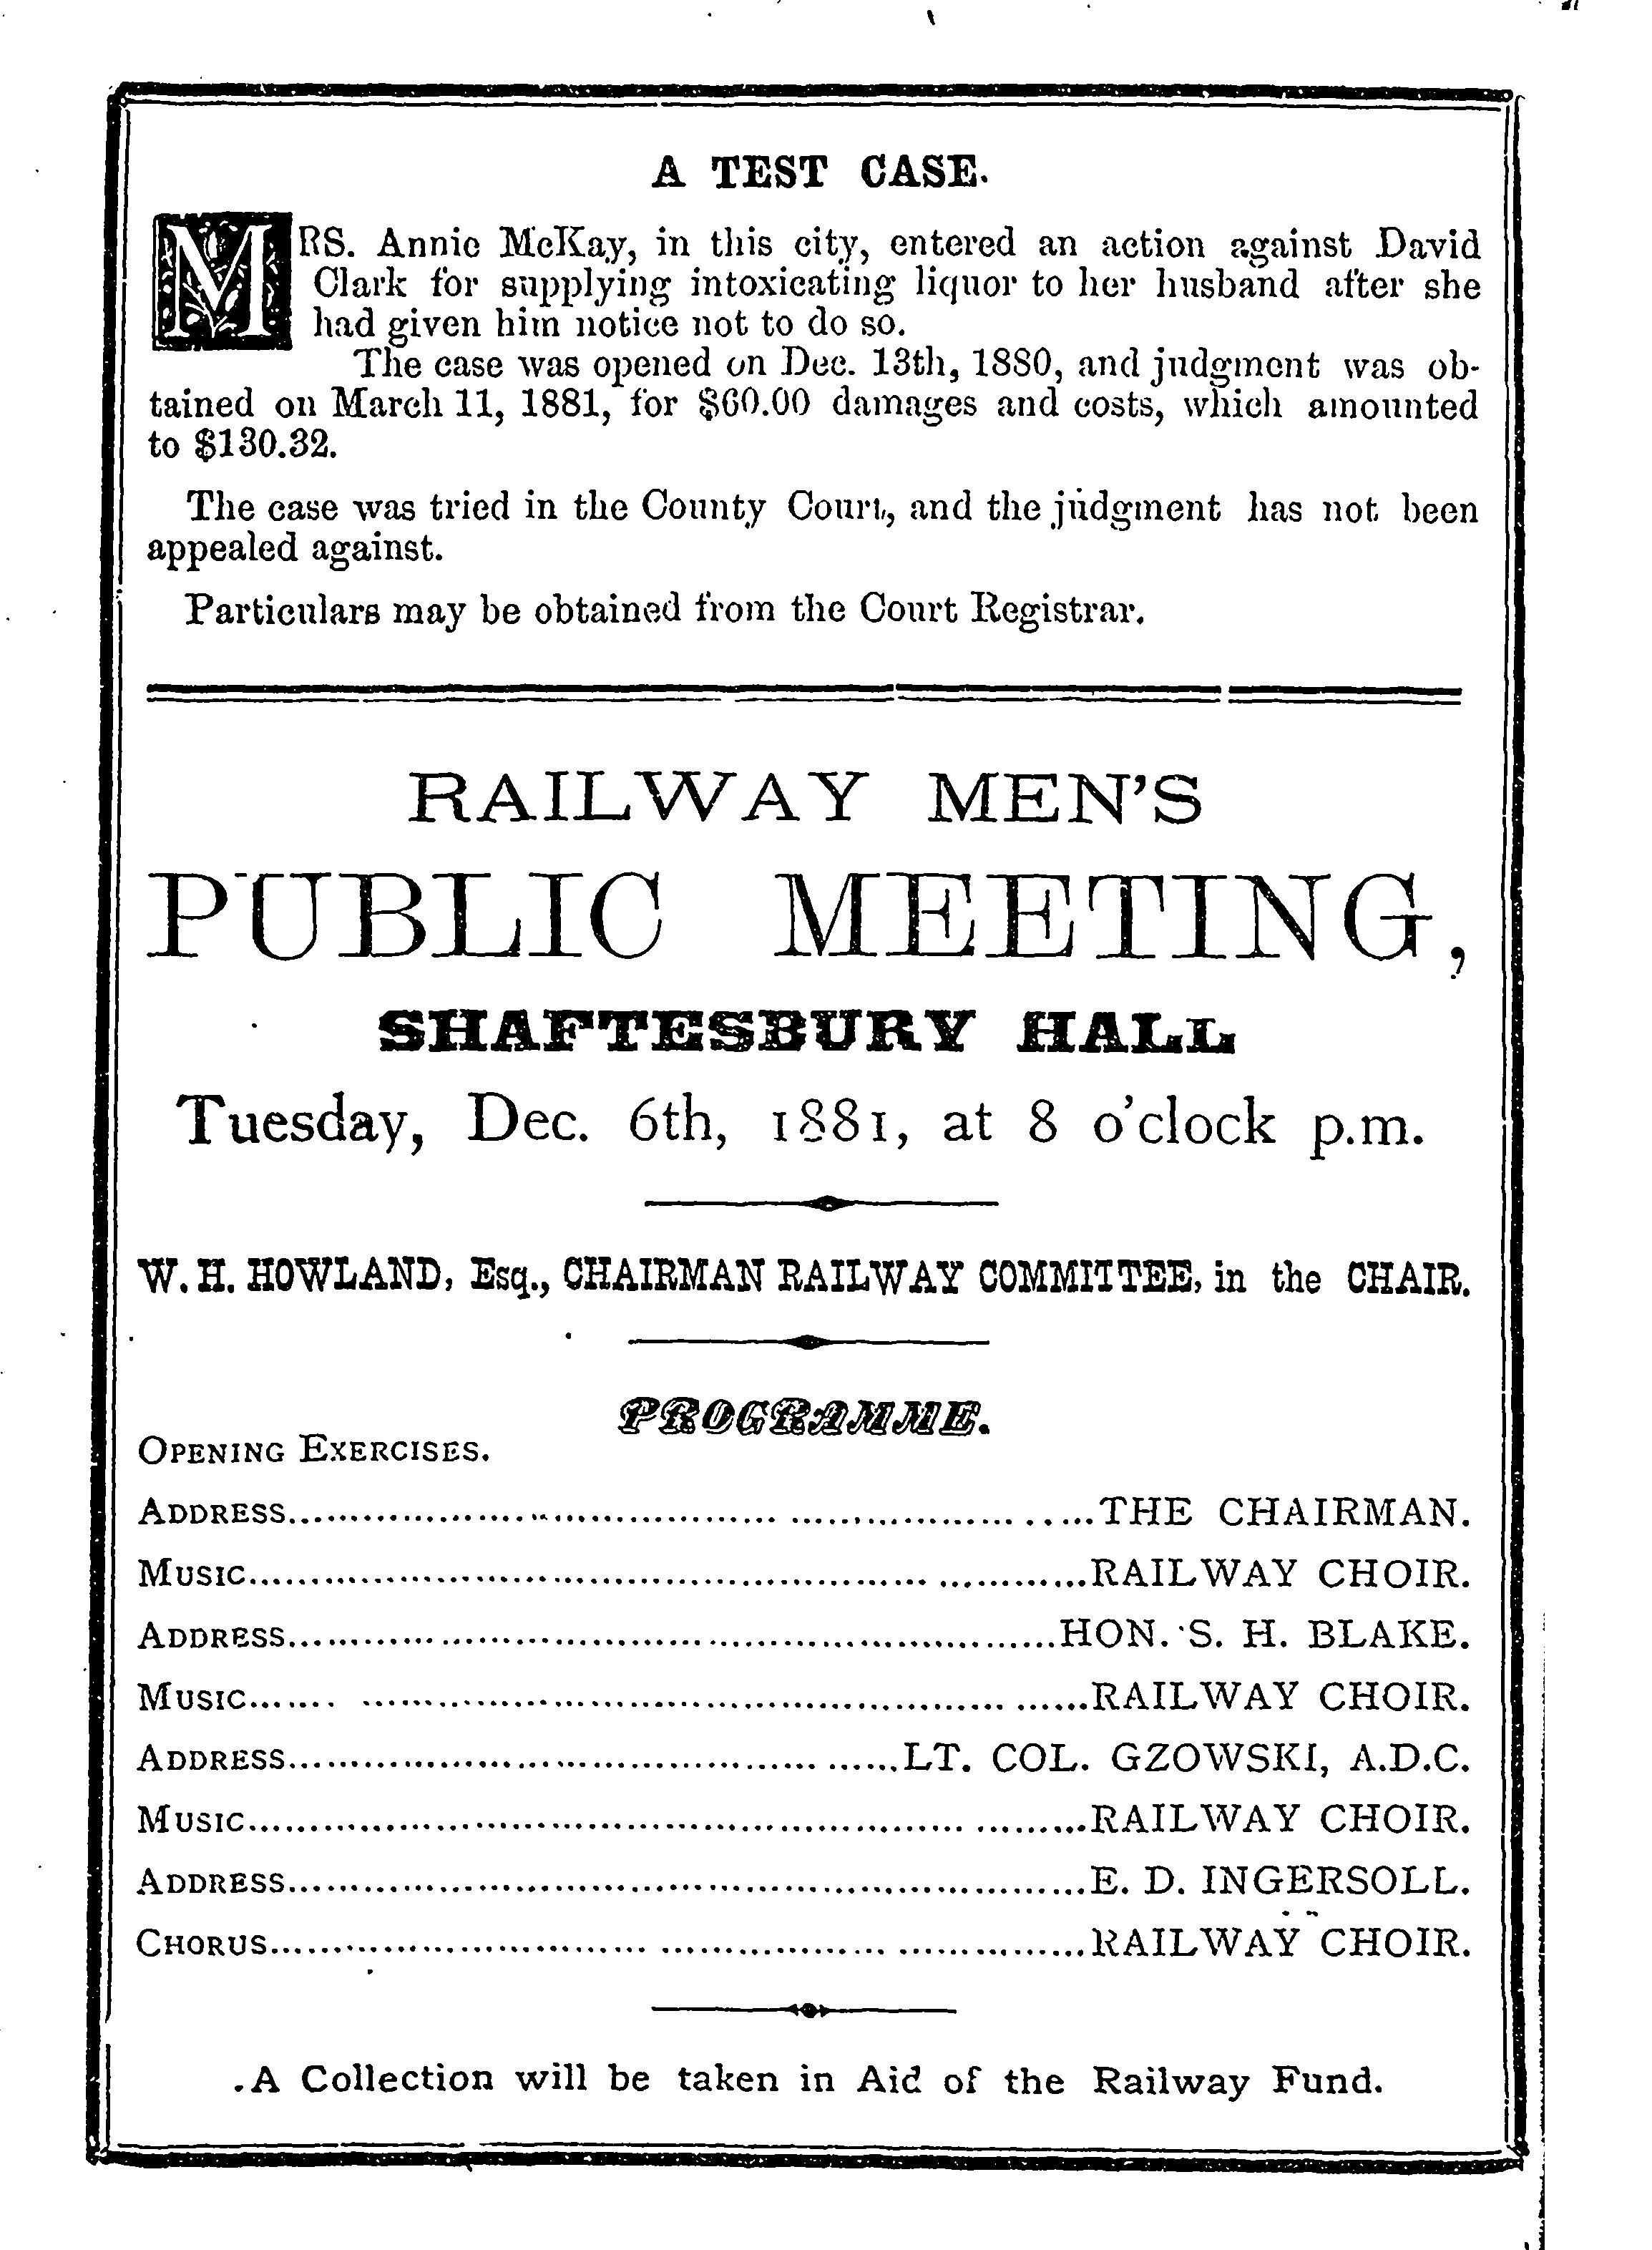 A TEST CASE.
MRS. Annie McKay, in this city, entered an action against David
Clark for supplying intoxicating liquor to her husband after she
had given him notice not to do so.
The case was opened on Dec. 13th, 1880, and judgment was ob-
tained on March 11, 1881, for $60.00 damages and costs, which amounted
to $130.32.
The case was tried in the County Court, and the judgment has not been
appealed against.
Particulars may be obtained from the Court Registrar.
RAILWAY MEN'S
PUBLIC MEETING,
SHAFTESBURY HALL
Tuesday, Dec. 6th, 1881, at 8 o'clock p.m.
W. H. HOWLAND, Esq., CHAIRMAN RAILWAY COMMITTEE, in the CHAIR.
PROGRAMME.
OPENING EXERCISES.
ADDRESS..........THE CHAIRMAN.
MUSIC..........RAILWAY CHOIR.
ADDRESS..........HON. S. H. BLAKE.
MUSIC..........RAILWAY CHOIR.
ADDRESS..........LT. COL. GZOWSKI, A.D.C.
MUSIC..........RAILWAY CHOIR.
ADDRESS..........E. D. INGERSOLL.
CHORUS..........RAILWAY CHOIR.
A Collection will be taken in Aid of the Railway Fund.